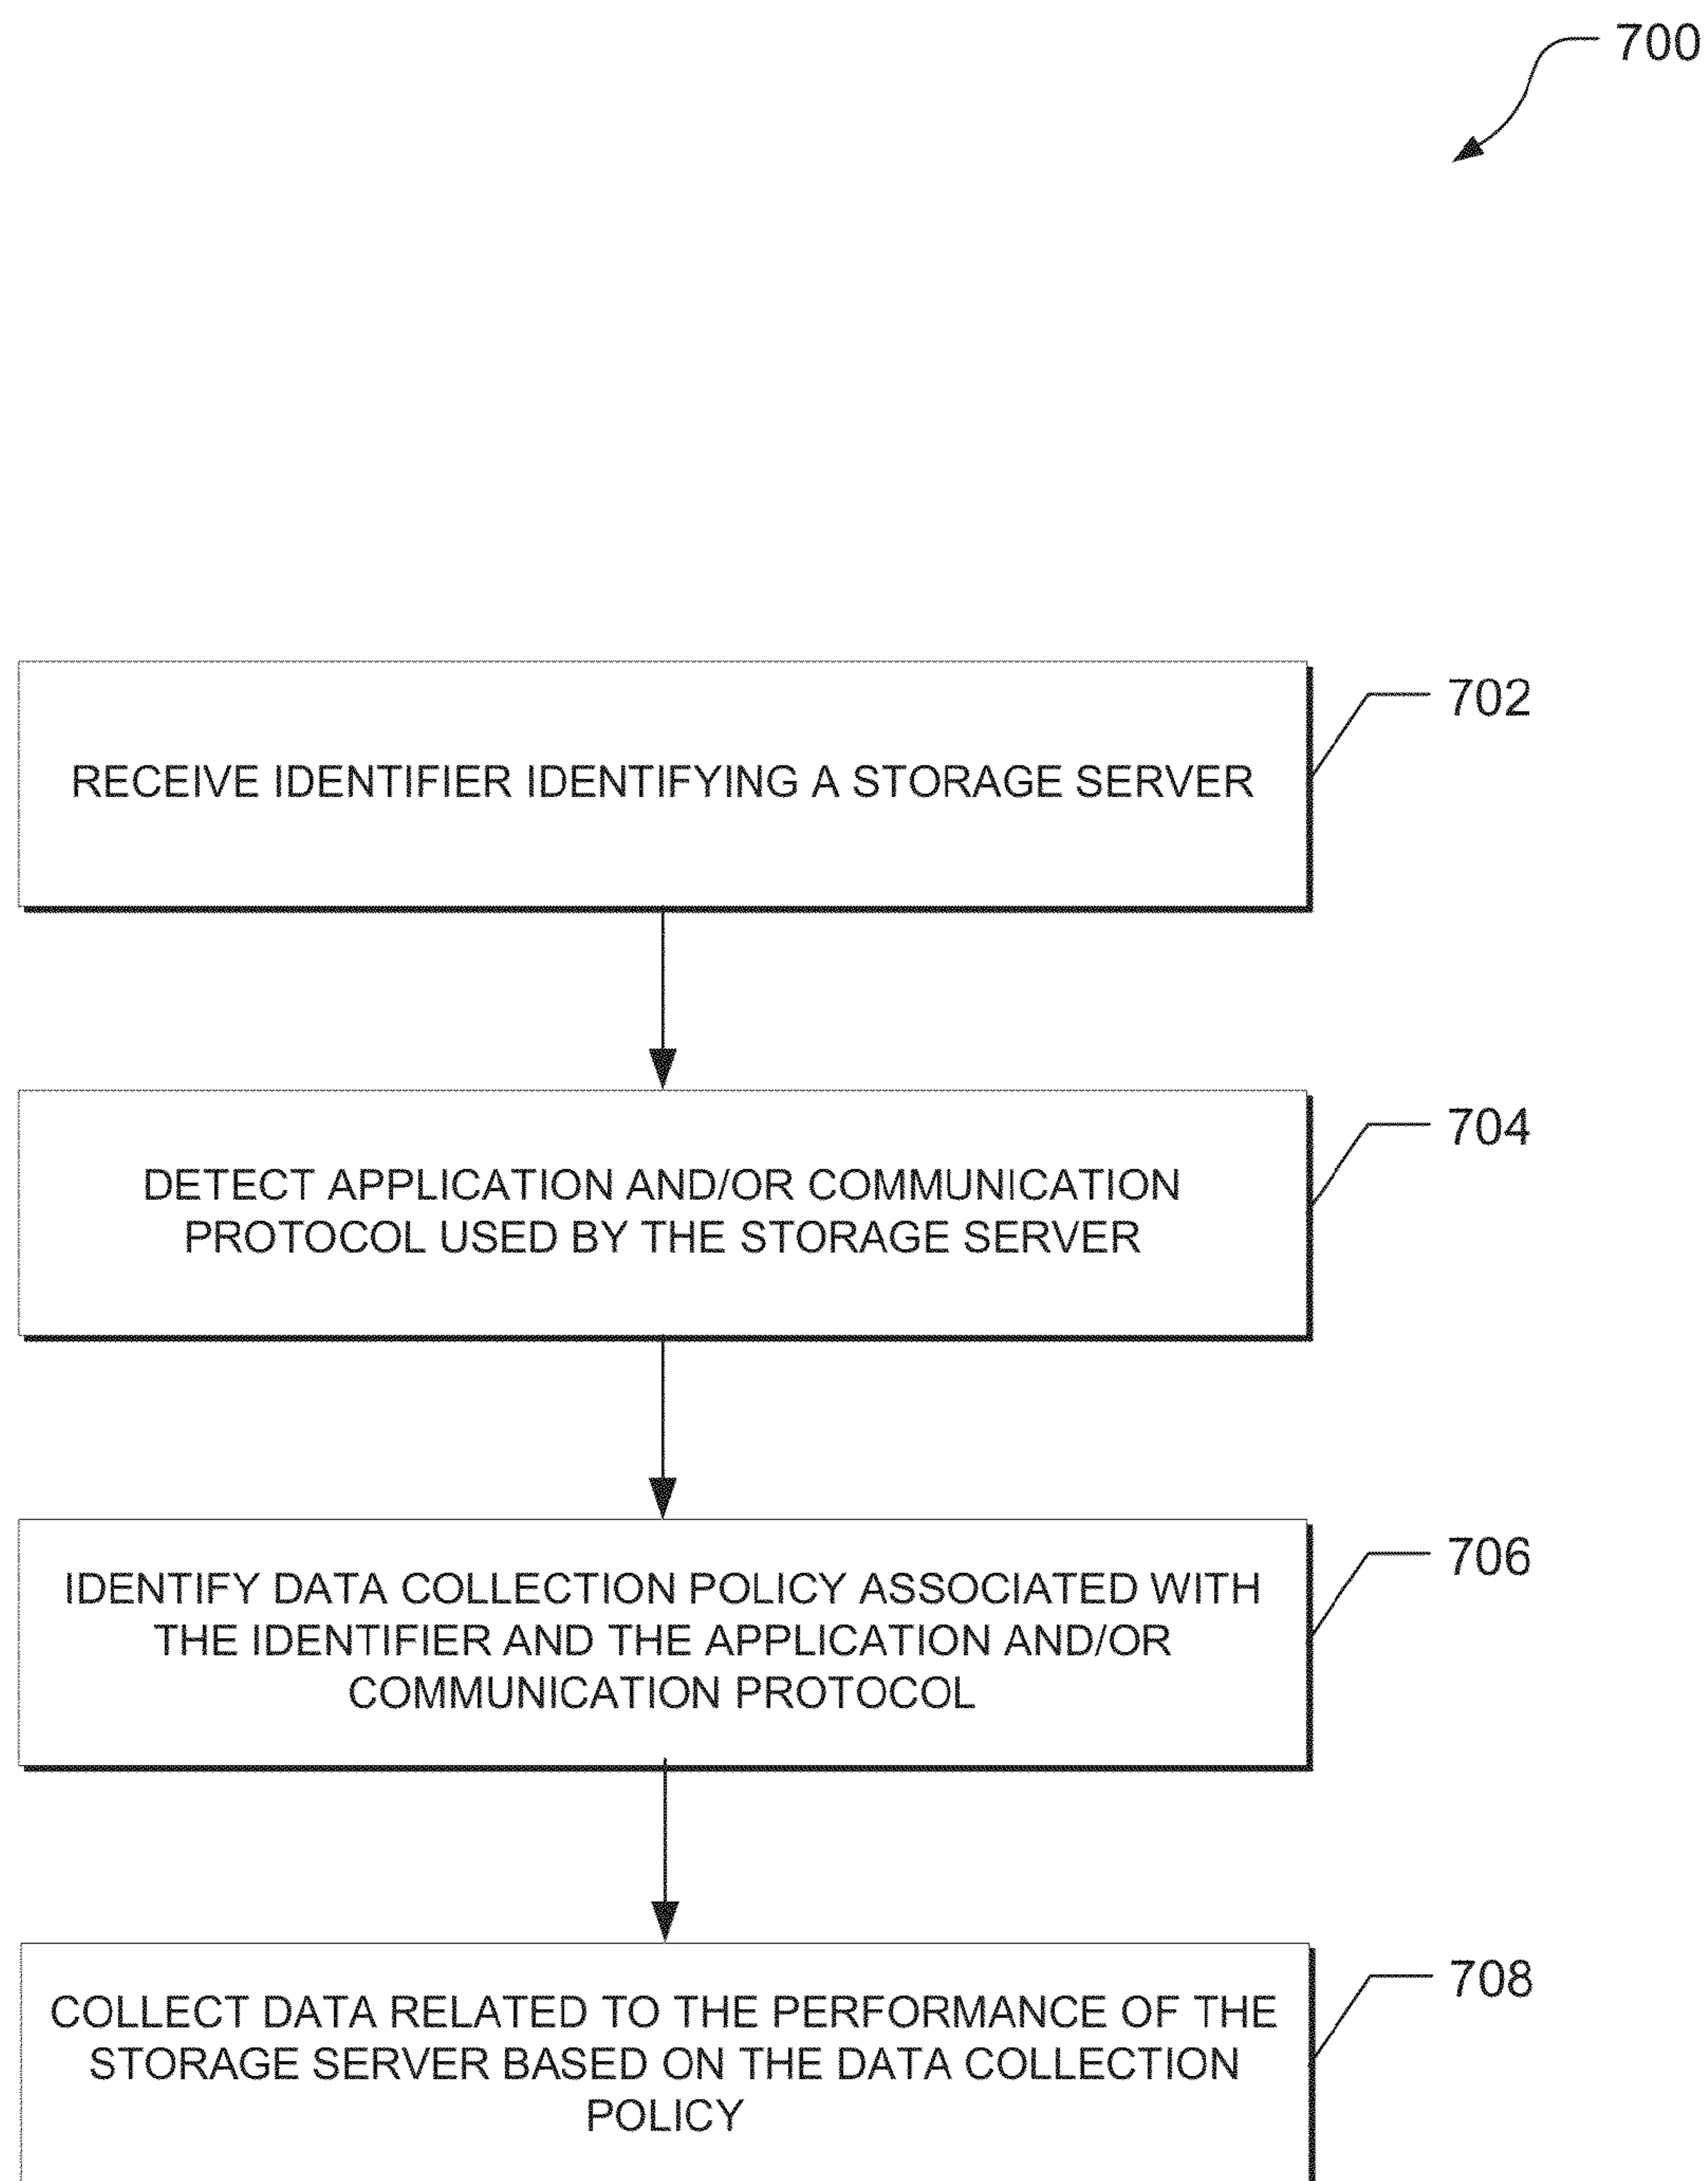 700
RECEIVE IDENTIFIER IDENTIFYING A STORAGE SERVER
702
DETECT APPLICATION AND/OR COMMUNICATION
PROTOCOL USED BY THE STORAGE SERVER
704
IDENTIFY DATA COLLECTION POLICY ASSOCIATED WITH
THE IDENTIFIER AND THE APPLICATION AND/OR
COMMUNICATION PROTOCOL
706
COLLECT DATA RELATED TO THE PERFORMANCE OF THE
STORAGE SERVER BASED ON THE DATA COLLECTION
POLICY
708